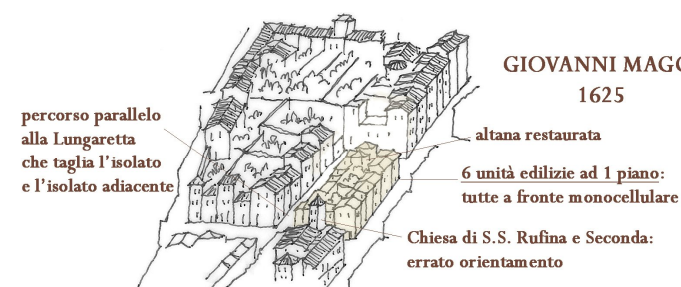 GIOVANNI
1625
percorso parallelo
alla Lungaretta
che taglia l'isolato
e l'isolato adiacente
altana restaurata
6 unità edilizie ad 1 piano:
tutte a fronte monocellulare
Chiesa di S.S. Rufina e Seconda:
errato orientamento